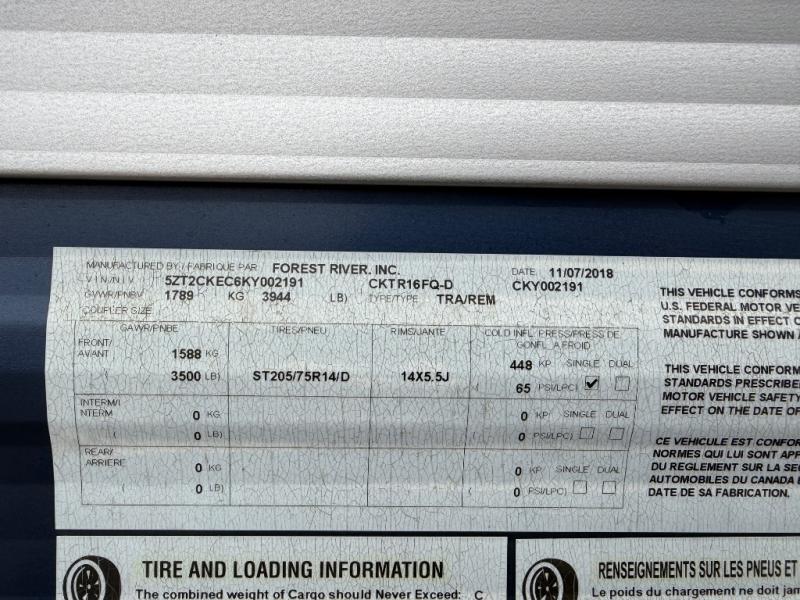 MANUFACTURED BY / FABRIQUE PAR FOREST RIVER, INC. DATE 11/07/2018
V I N / N I V 5ZT2CKEC6KY002191 CKTR16FQ-D CKY002191
GVWR/PNBV 1789 KG 3944 LB) TYPE/TYPE TRA/REM
COUPLER SIZE
GAWR/PNBE TIRES/PNEU RIMS/JANTE COLD INFL. PRESS/PRESS DE GONFL A FROID
FRONT/
AVANT 1588 KG 448 KP SINGLE DUAL
( 3500 LB) ST205/75R14/D 14X5.5J 65 PSI/LPC)
INTERM/I
NTERM 0 KG 0 KP SINGLE DUAL
( 0 LB) ( 0 PSI/LPC)
REAR/
ARRIERE 0 KG 0 KP SINGLE DUAL
( 0 LB) ( 0 PSI/LPC)
THIS VEHICLE CONFORMS
U.S. FEDERAL MOTOR VE
STANDARDS IN EFFECT O
MANUFACTURE SHOWN A
THIS VEHICLE CONFORM
STANDARDS PRESCRIBE
MOTOR VEHICLE SAFETY
EFFECT ON THE DATE OF
CE VEHICULE EST CONFOR
NORMES QUI LUI SONT APP
DU REGLEMENT SUR LA SE
AUTOMOBILES DU CANADA E
DATE DE SA FABRICATION.
TIRE AND LOADING INFORMATION
The combined weight of Cargo should Never Exceed: C
RENSEIGNEMENTS SUR LES PNEUS ET
Le poids du chargement ne doit jam